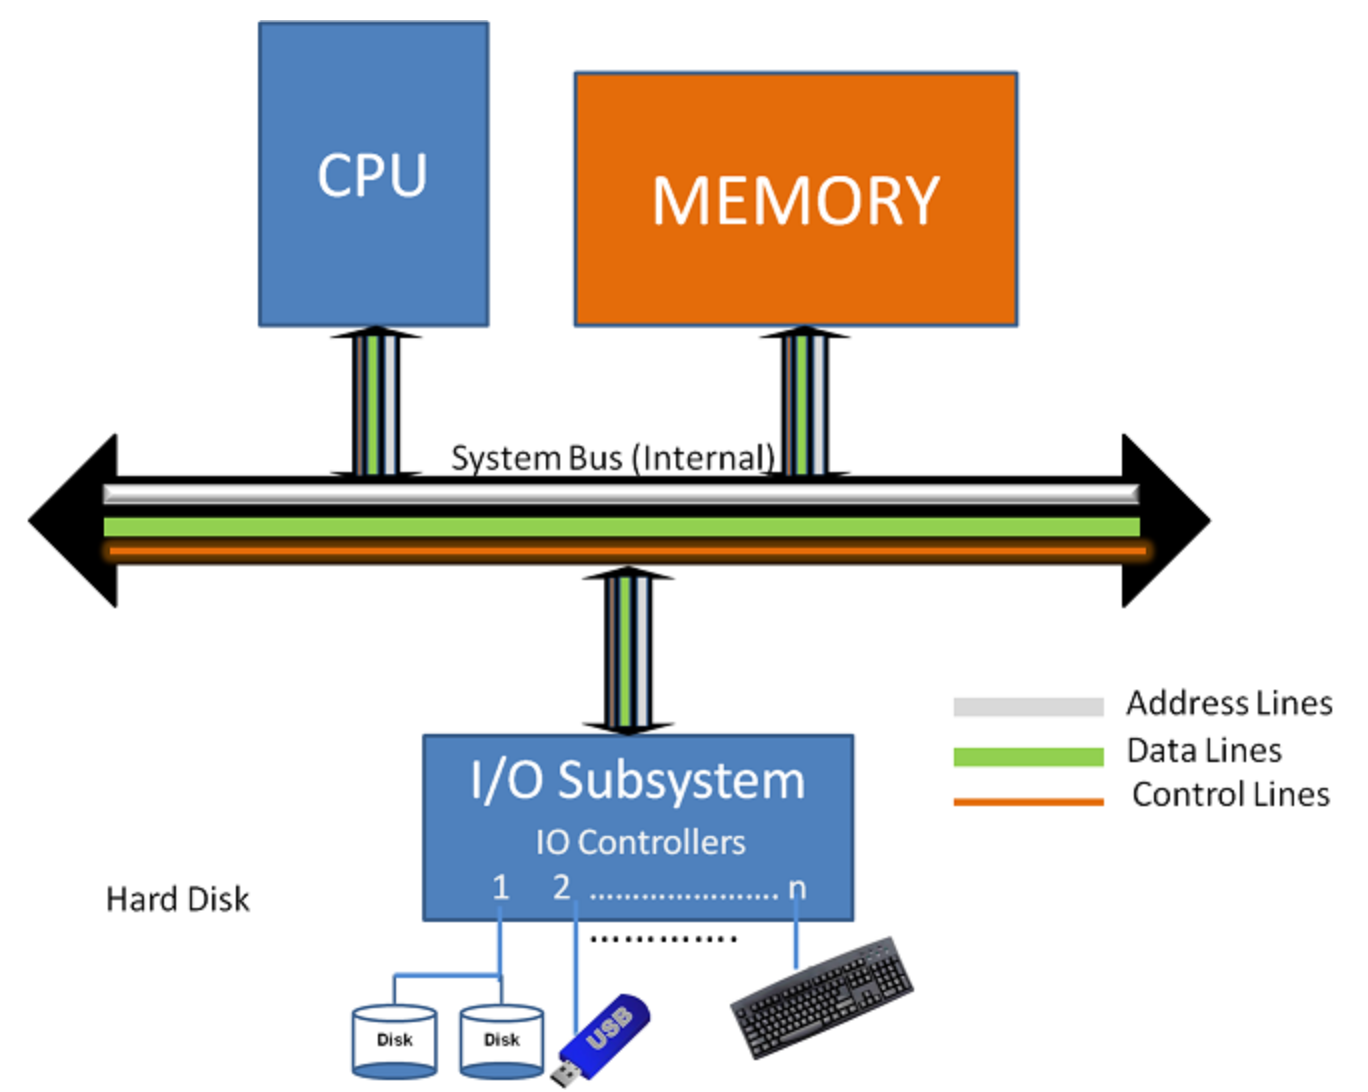 CPU
MEMORY
System Bus (Internal)
Address Lines
Data Lines
Control Lines
I/O Subsystem
IO Controllers
1 2 ...................... n
.............
Hard Disk
Disk
Disk
USB